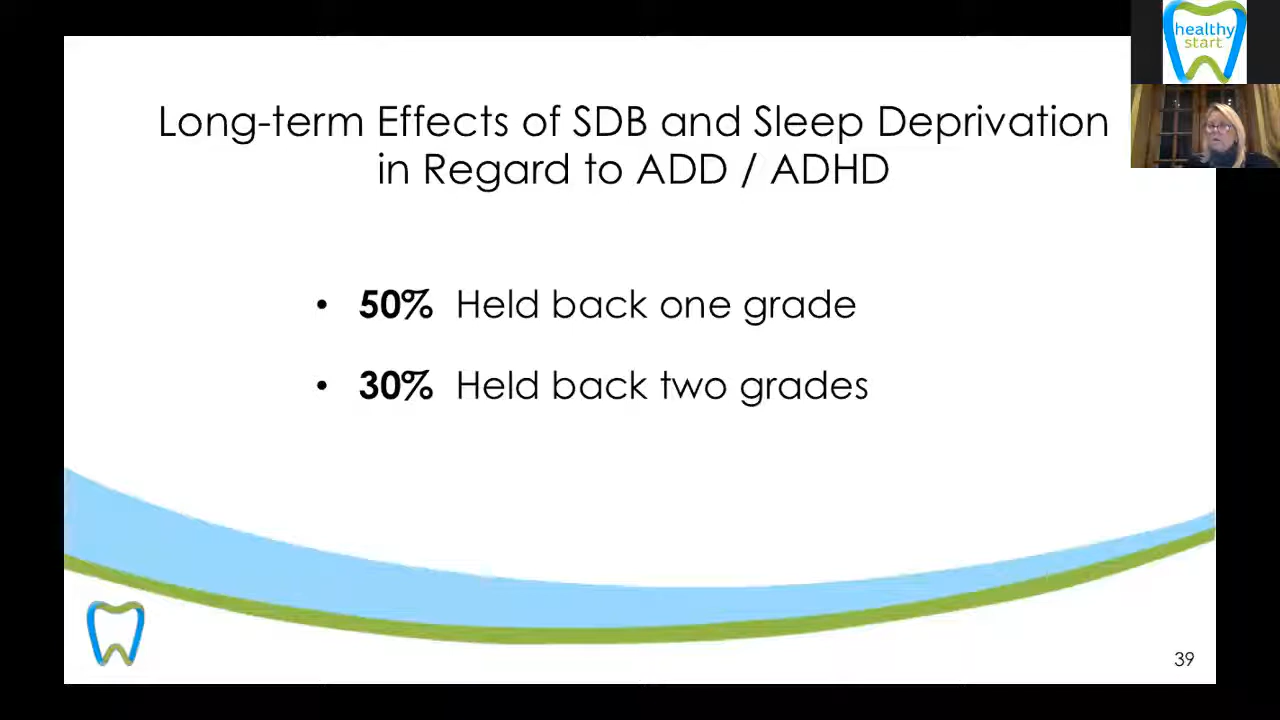 healthy
start
Long-term Effects of SDB and Sleep Deprivation
in Regard to ADD / ADHD
• 50% Held back one grade
• 30% Held back two grades
39